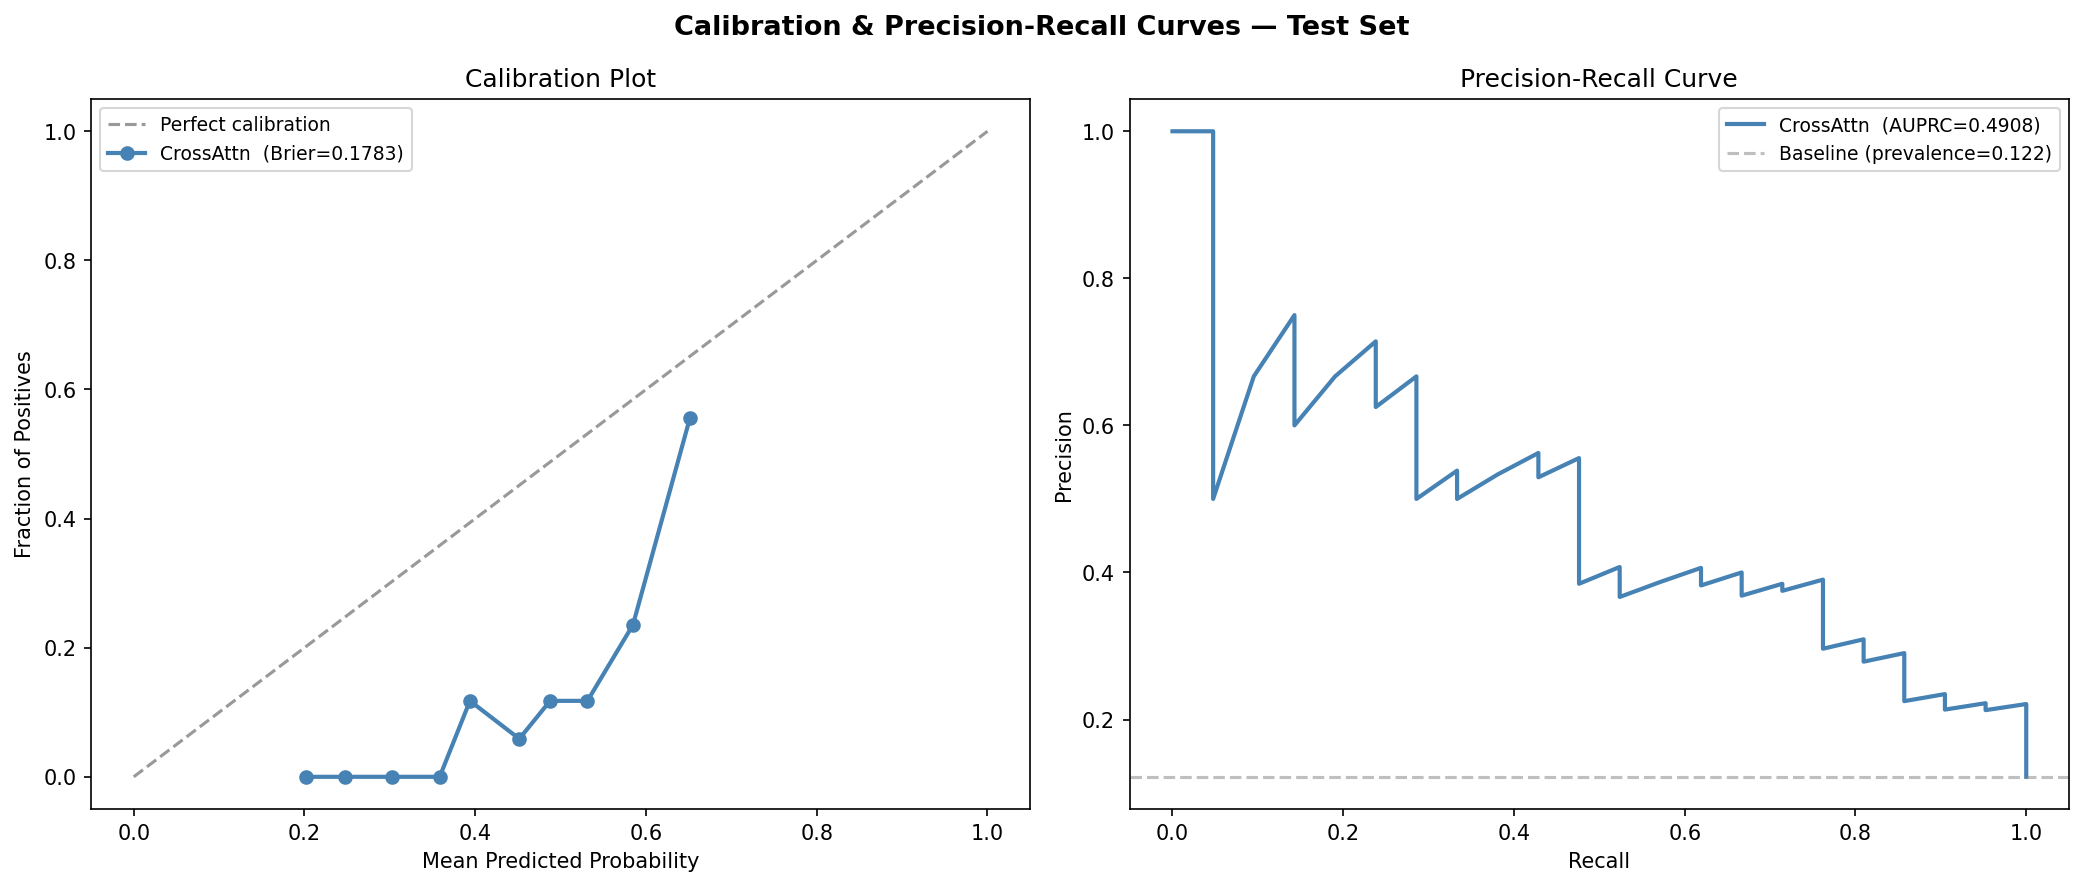 Calibration & Precision-Recall Curves — Test Set
Calibration Plot
Perfect calibration
CrossAttn  (Brier=0.1783)
Fraction of Positives
1.0
0.8
0.6
0.4
0.2
0.0
0.0 0.2 0.4 0.6 0.8 1.0
Mean Predicted Probability
Precision-Recall Curve
CrossAttn  (AUPRC=0.4908)
Baseline (prevalence=0.122)
Precision
1.0
0.8
0.6
0.4
0.2
0.0 0.2 0.4 0.6 0.8 1.0
Recall